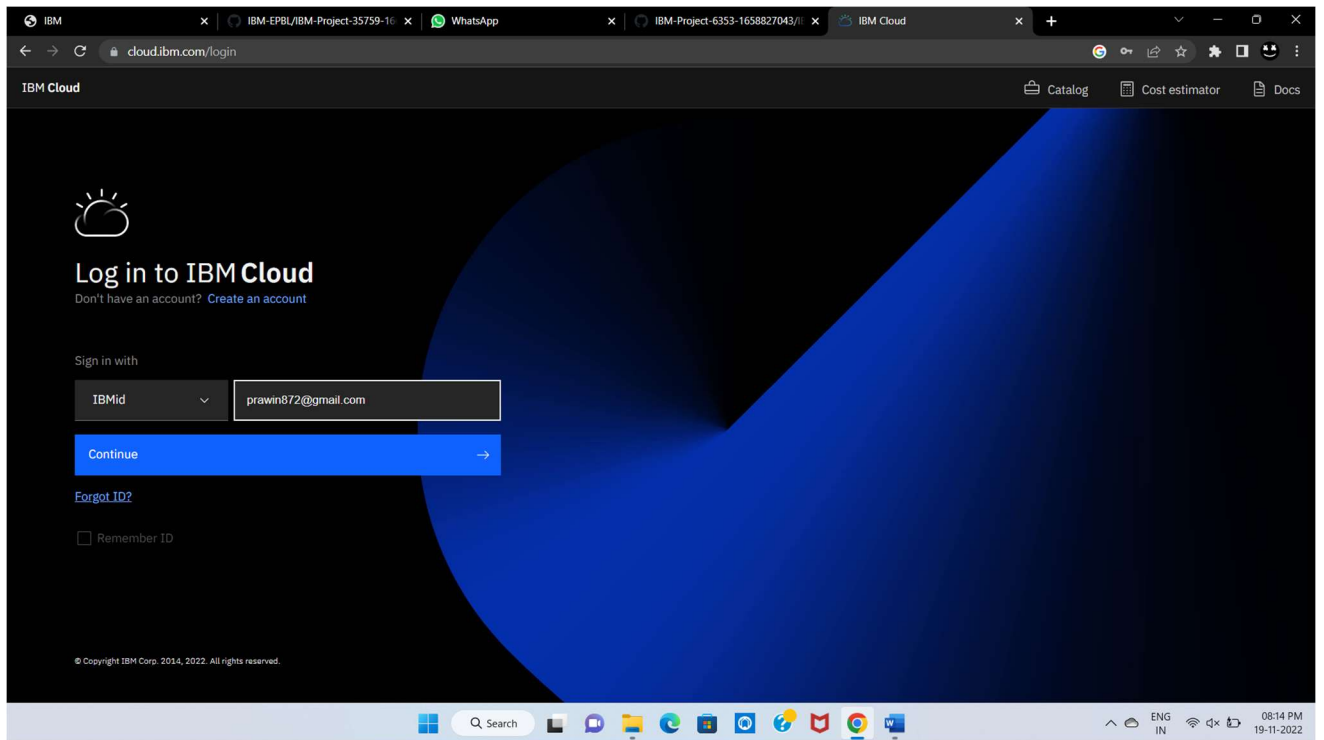 IBM
IBM-EPBL/IBM-Project-35759-16
WhatsApp
IBM-Project-6353-1658827043/I
IBM Cloud
cloud.ibm.com/login
IBM Cloud
Catalog
Cost estimator
Docs
Log in to IBM Cloud
Don't have an account? Create an account
Sign in with
IBMid
prawin872@gmail.com
Continue
Forgot ID?
Remember ID
© Copyright IBM Corp. 2014, 2022. All rights reserved.
Search
ENG
IN
08:14 PM
19-11-2022